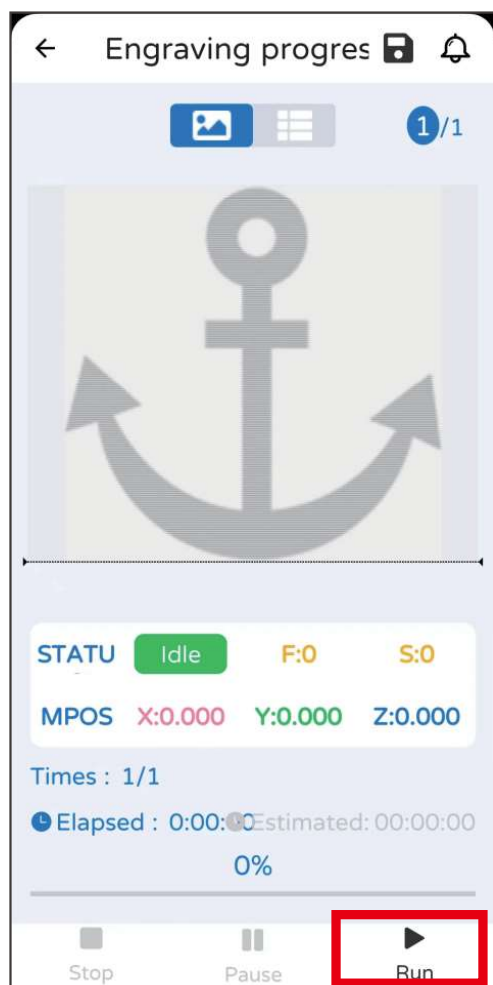 Engraving progres
1/1
STATU Idle F:0 S:0
MPOS X:0.000 Y:0.000 Z:0.000
Times : 1/1
Elapsed : 0:00: Estimated: 00:00:00
0%
Stop Pause Run